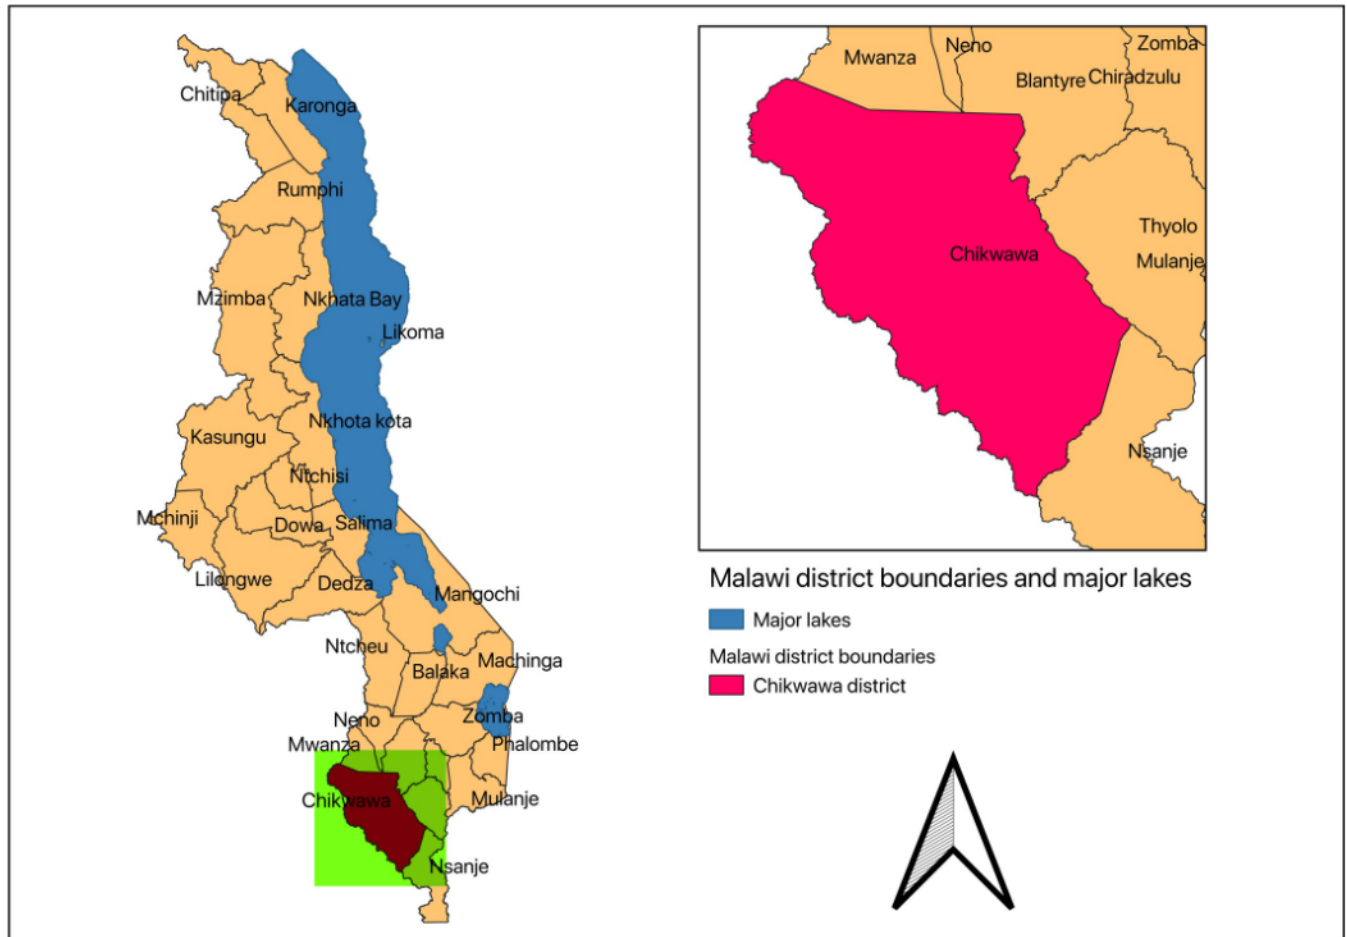 Chitipa
Karonga
Rumphi
Mzimba
Nkhata Bay
Likoma
Nkhota kota
Kasungu
Ntchisi
Mchinji
Dowa
Salima
Lilongwe
Dedza
Mangochi
Ntcheu
Balaka
Machinga
Neno
Zomba
Mwanza
Phalombe
Chikwawa
Mulanje
Nsanje
Mwanza
Neno
Zomba
Blantyre
Chiradzulu
Thyolo
Mulanje
Chikwawa
Nsanje
Malawi district boundaries and major lakes
Major lakes
Malawi district boundaries
Chikwawa district